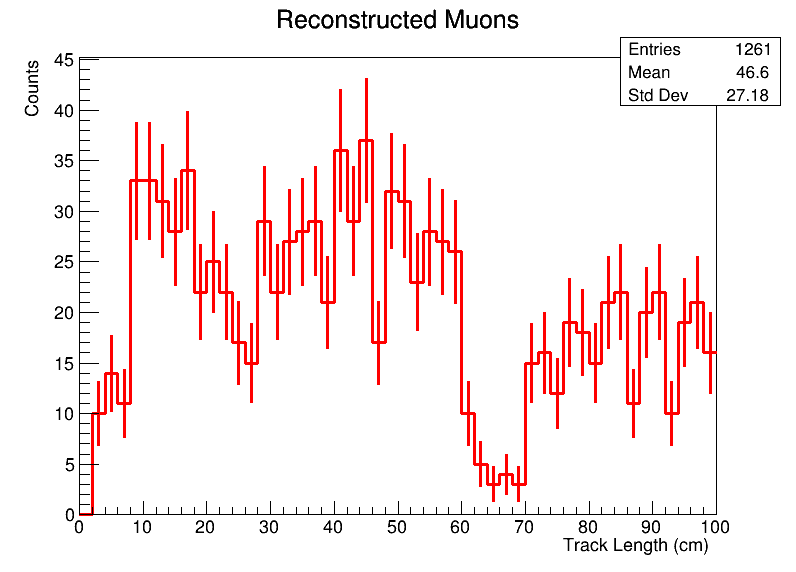 Reconstructed Muons
Entries 1261
Mean 46.6
Std Dev 27.18
Counts
45
40
35
30
25
20
15
10
5
0
0 10 20 30 40 50 60 70 80 90 100
Track Length (cm)